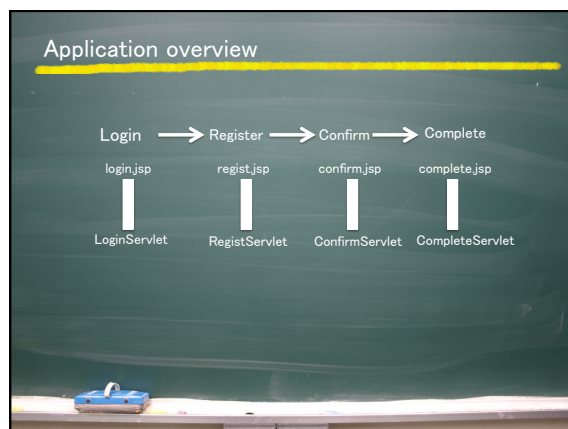 Application overview
Login Register Confirm Complete
login.jsp regist.jsp confirm.jsp complete.jsp
LoginServlet RegistServlet ConfirmServlet CompleteServlet